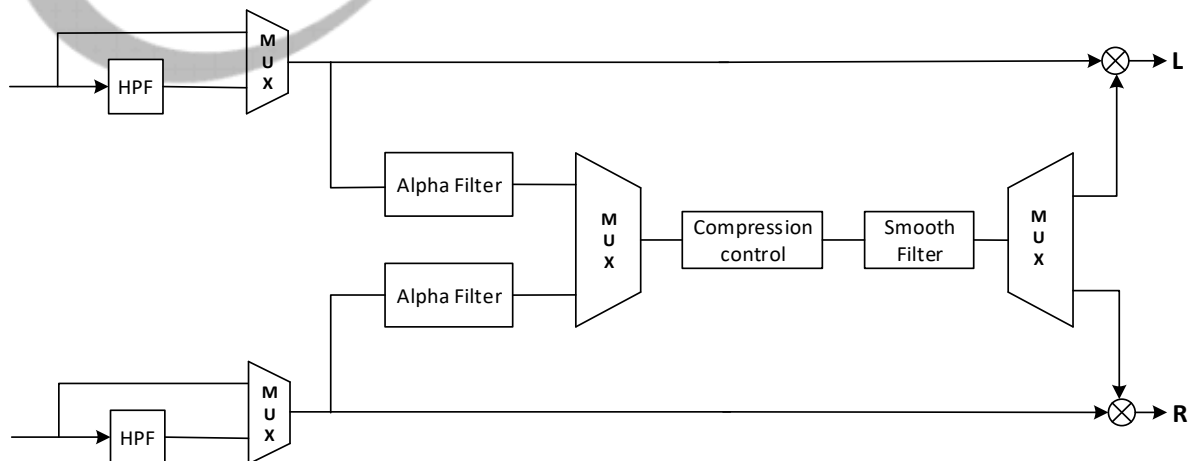 M
U
X
HPF
L
Alpha Filter
M
U
X
Compression
control
Smooth
Filter
M
U
X
Alpha Filter
M
U
X
HPF
R